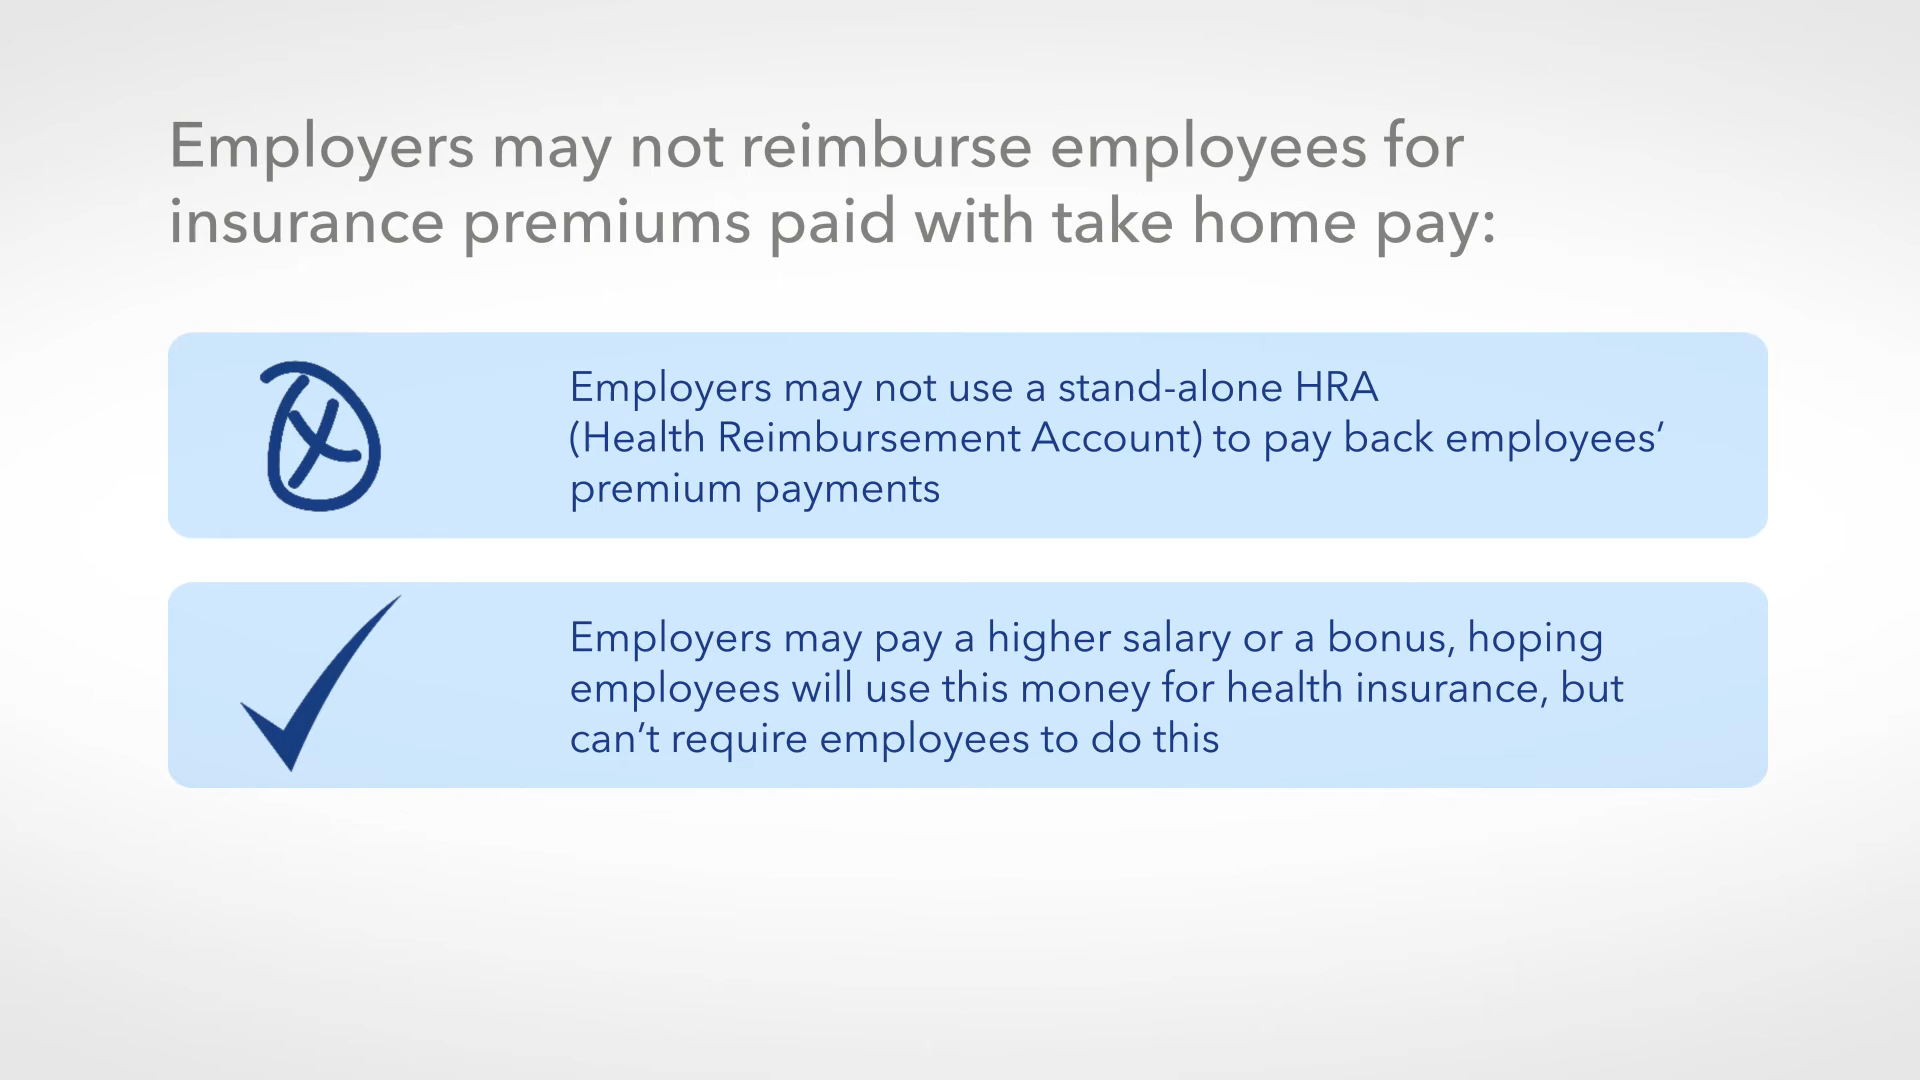 Employers may not reimburse employees for
insurance premiums paid with take home pay:
Employers may not use a stand-alone HRA
(Health Reimbursement Account) to pay back employees’
premium payments
Employers may pay a higher salary or a bonus, hoping
employees will use this money for health insurance, but
can’t require employees to do this